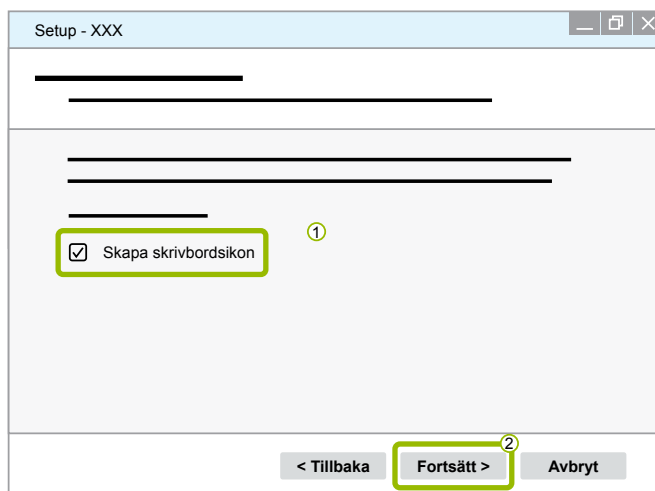 Setup - XXX
1
Skapa skrivbordsikon
2
< Tillbaka
Fortsätt >
Avbryt